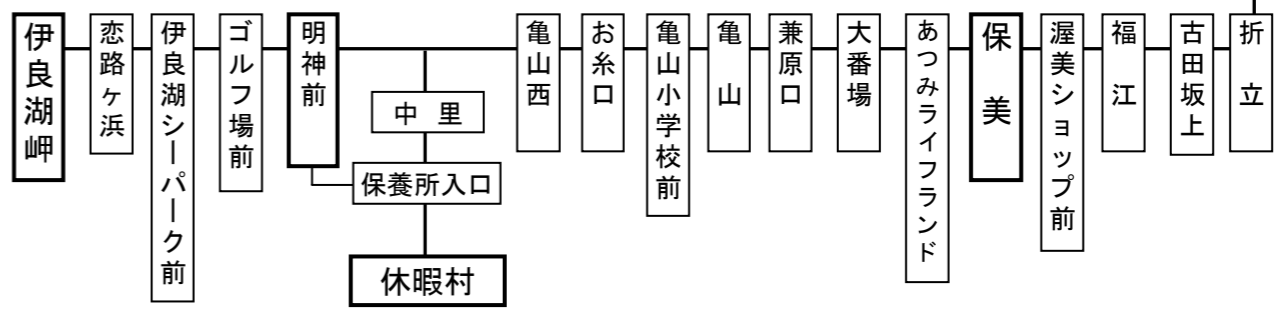 伊良湖岬
恋路ヶ浜
伊良湖シーパーク前
ゴルフ場前
明神前
中里
保養所入口
休暇村
亀山西
お糸口
亀山小学校前
亀山
兼原口
大番場
あつみライフランド
保美
渥美ショップ前
福江
古田坂上
折立